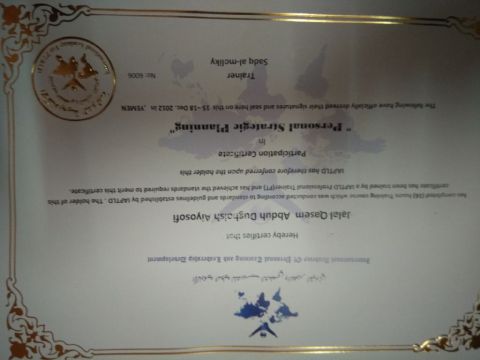 International Academy Of Personal Training and Leadership Development
Hereby certifies that
Jalal Qasem Abduh Dughaish Alyosofi
has completed (24) hours Training course which was conducted according to standards and guidelines established by IAPTLD . The holder of this
certificate has been trained by a IAPTLD Professional Trainer(PT) and has achieved the standards required to merit this certificate.
IAPTLD
has therefore conferred upon the holder this
Participation Certificate
in
" Personal Strategic Planning"
The following have officially deemed their signatures and seal here on this 15 -18 Dec 2012 in ,YEMEN
Trainer
No: 6006
Sadq al-moliky